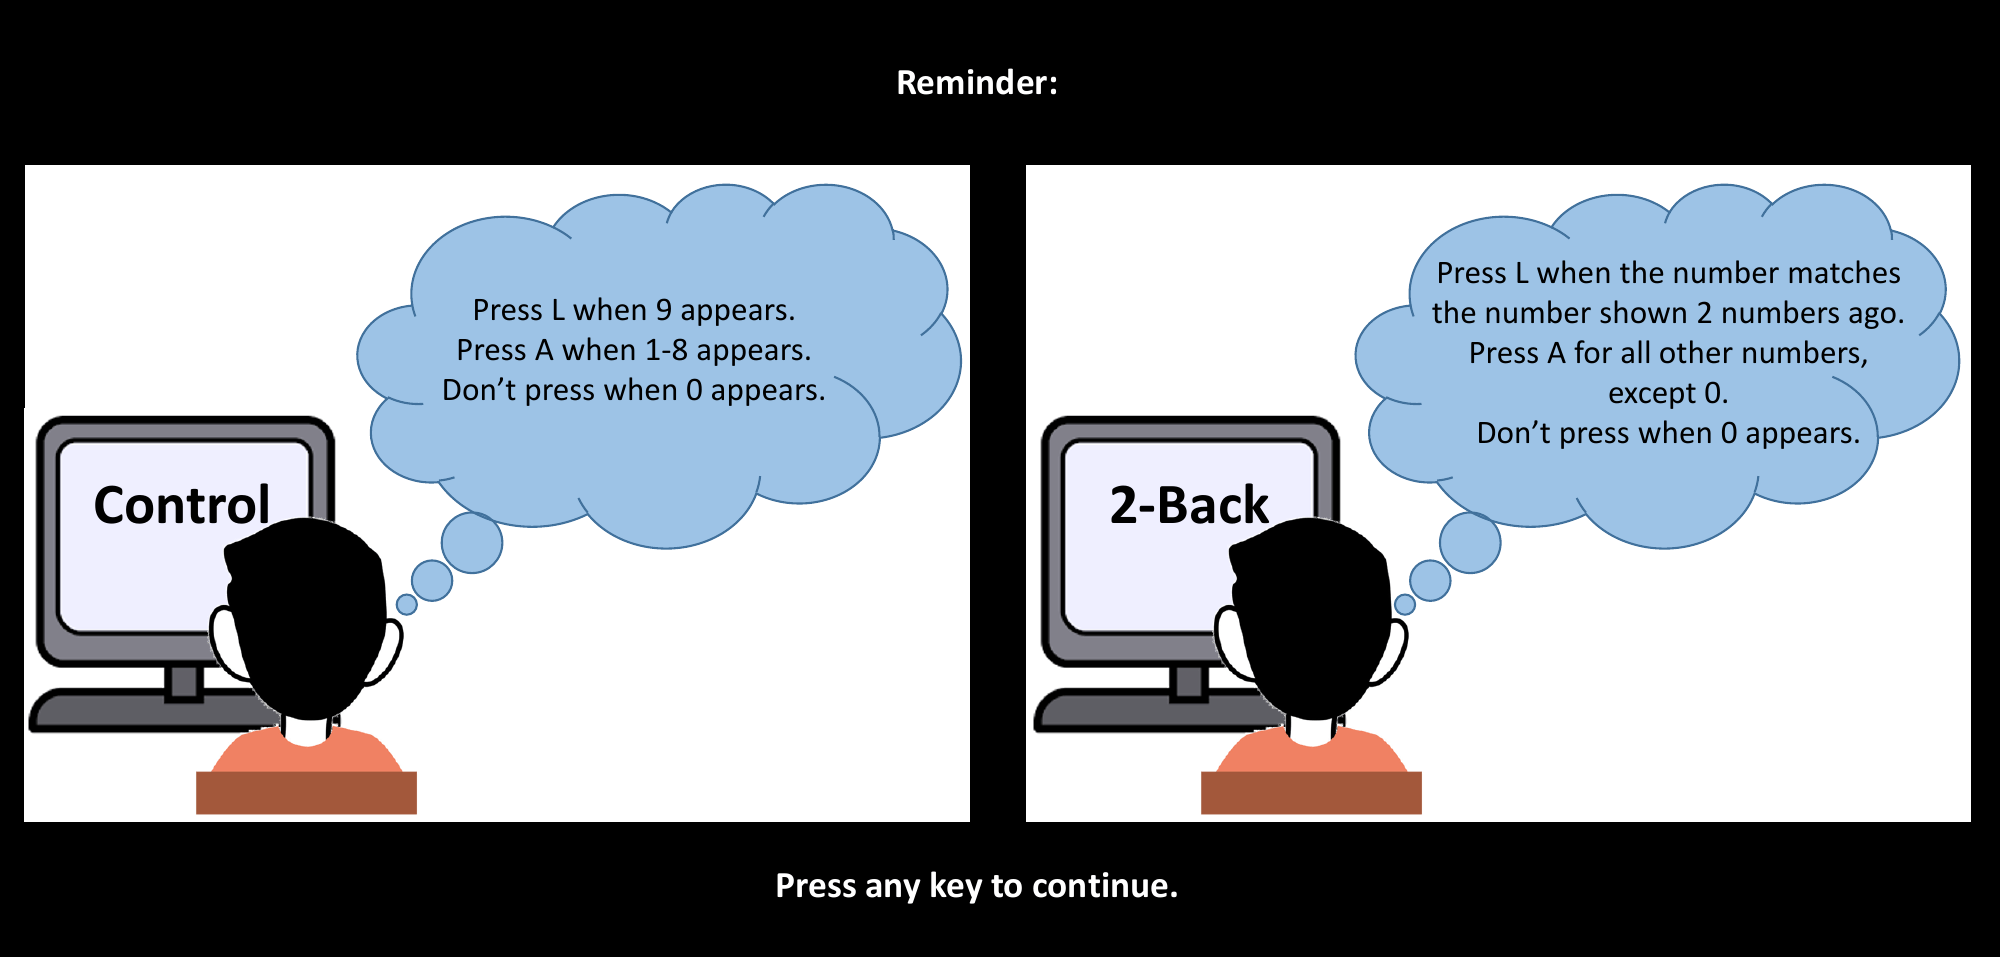 Reminder:
Press L when 9 appears.
Press A when 1-8 appears.
Don’t press when 0 appears.
Control
Press L when the number matches
the number shown 2 numbers ago.
Press A for all other numbers,
except 0.
Don’t press when 0 appears.
2-Back
Press any key to continue.